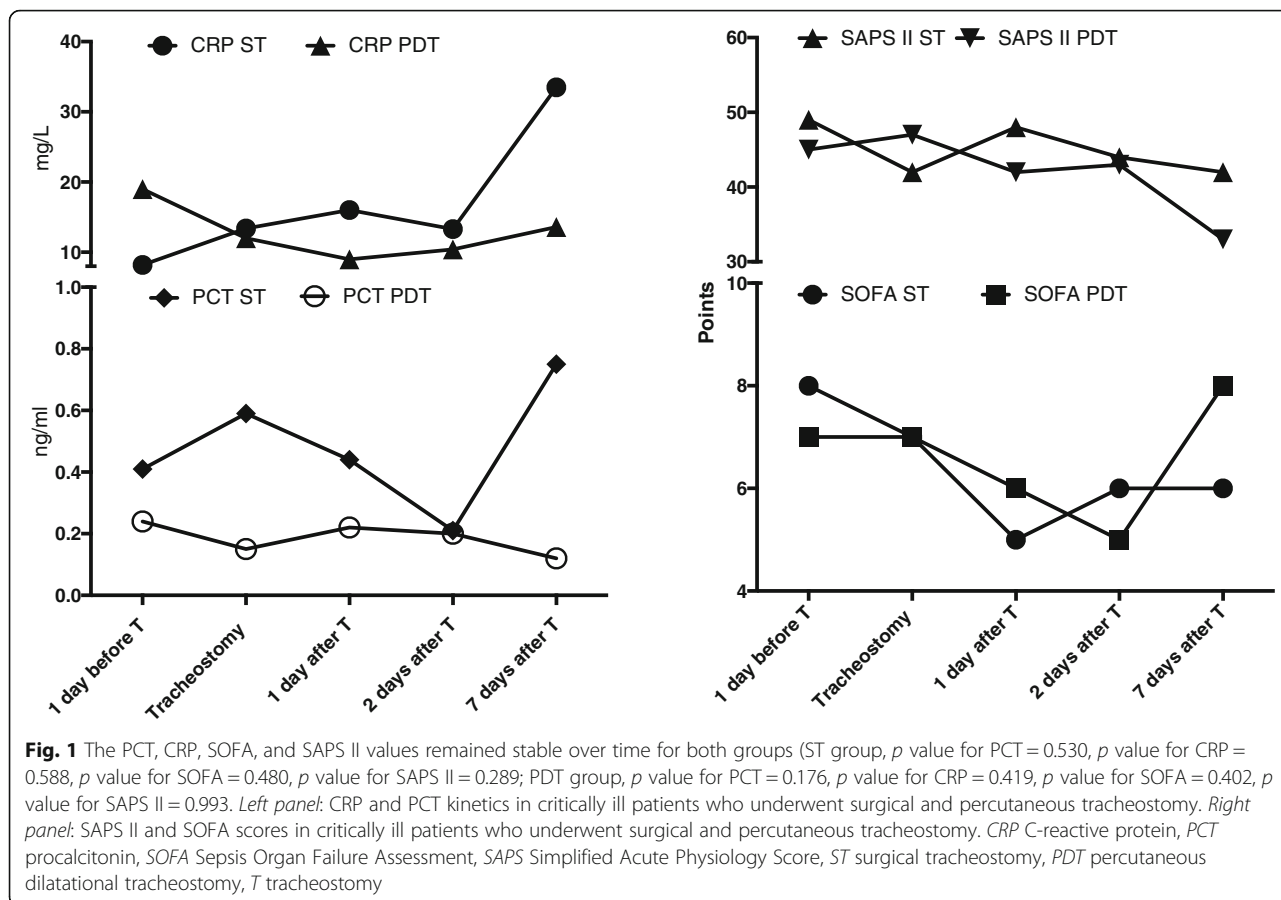 CRP ST CRP PDT
40
30
20
10
mg/L
PCT ST PCT PDT
1.0
0.8
0.6
0.4
0.2
0.0
ng/ml
1 day before T
Tracheostomy
1 day after T
2 days after T
7 days after T
SAPS II ST SAPS II PDT
60
50
40
30
Points
SOFA ST SOFA PDT
10
8
6
4
1 day before T
Tracheostomy
1 day after T
2 days after T
7 days after T
Fig. 1 The PCT, CRP, SOFA, and SAPS II values remained stable over time for both groups (ST group, p value for PCT = 0.530, p value for CRP =
0.588, p value for SOFA = 0.480, p value for SAPS II = 0.289; PDT group, p value for PCT = 0.176, p value for CRP = 0.419, p value for SOFA = 0.402, p
value for SAPS II = 0.993. Left panel: CRP and PCT kinetics in critically ill patients who underwent surgical and percutaneous tracheostomy. Right
panel: SAPS II and SOFA scores in critically ill patients who underwent surgical and percutaneous tracheostomy. CRP C-reactive protein, PCT
procalcitonin, SOFA Sepsis Organ Failure Assessment, SAPS Simplified Acute Physiology Score, ST surgical tracheostomy, PDT percutaneous
dilatational tracheostomy, T tracheostomy